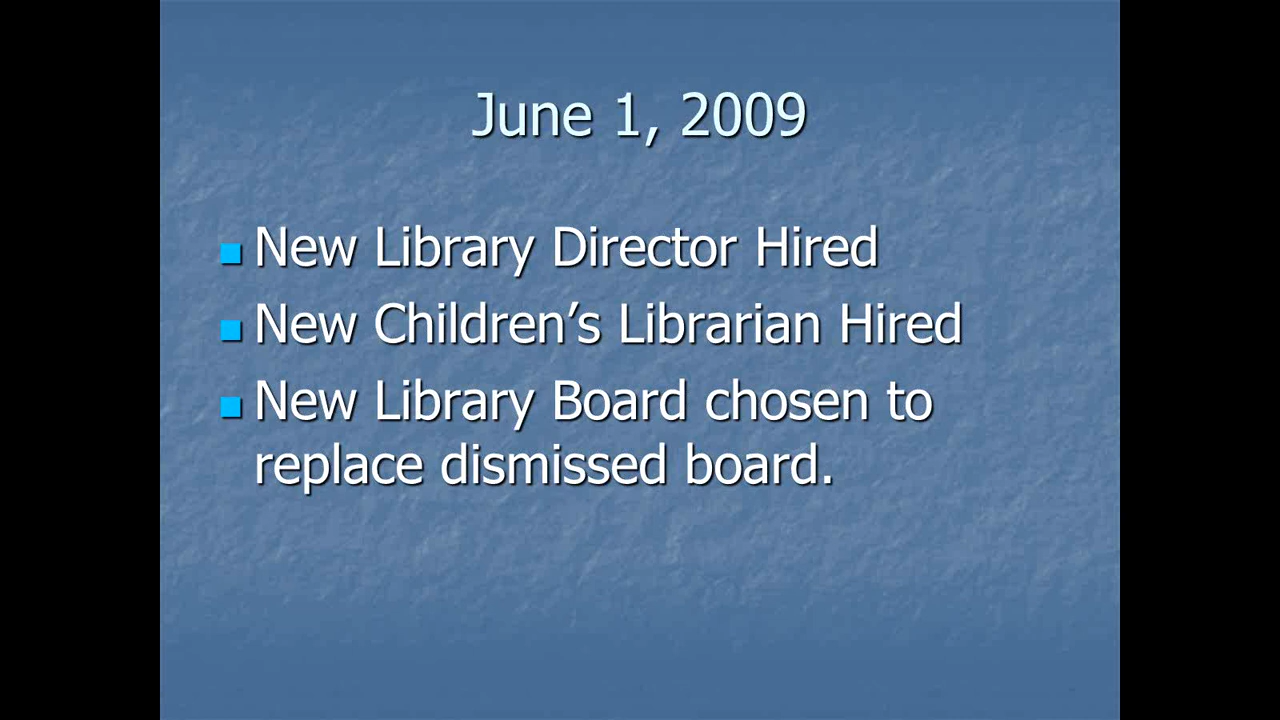 June 1, 2009
New Library Director Hired
New Children’s Librarian Hired
New Library Board chosen to
replace dismissed board.